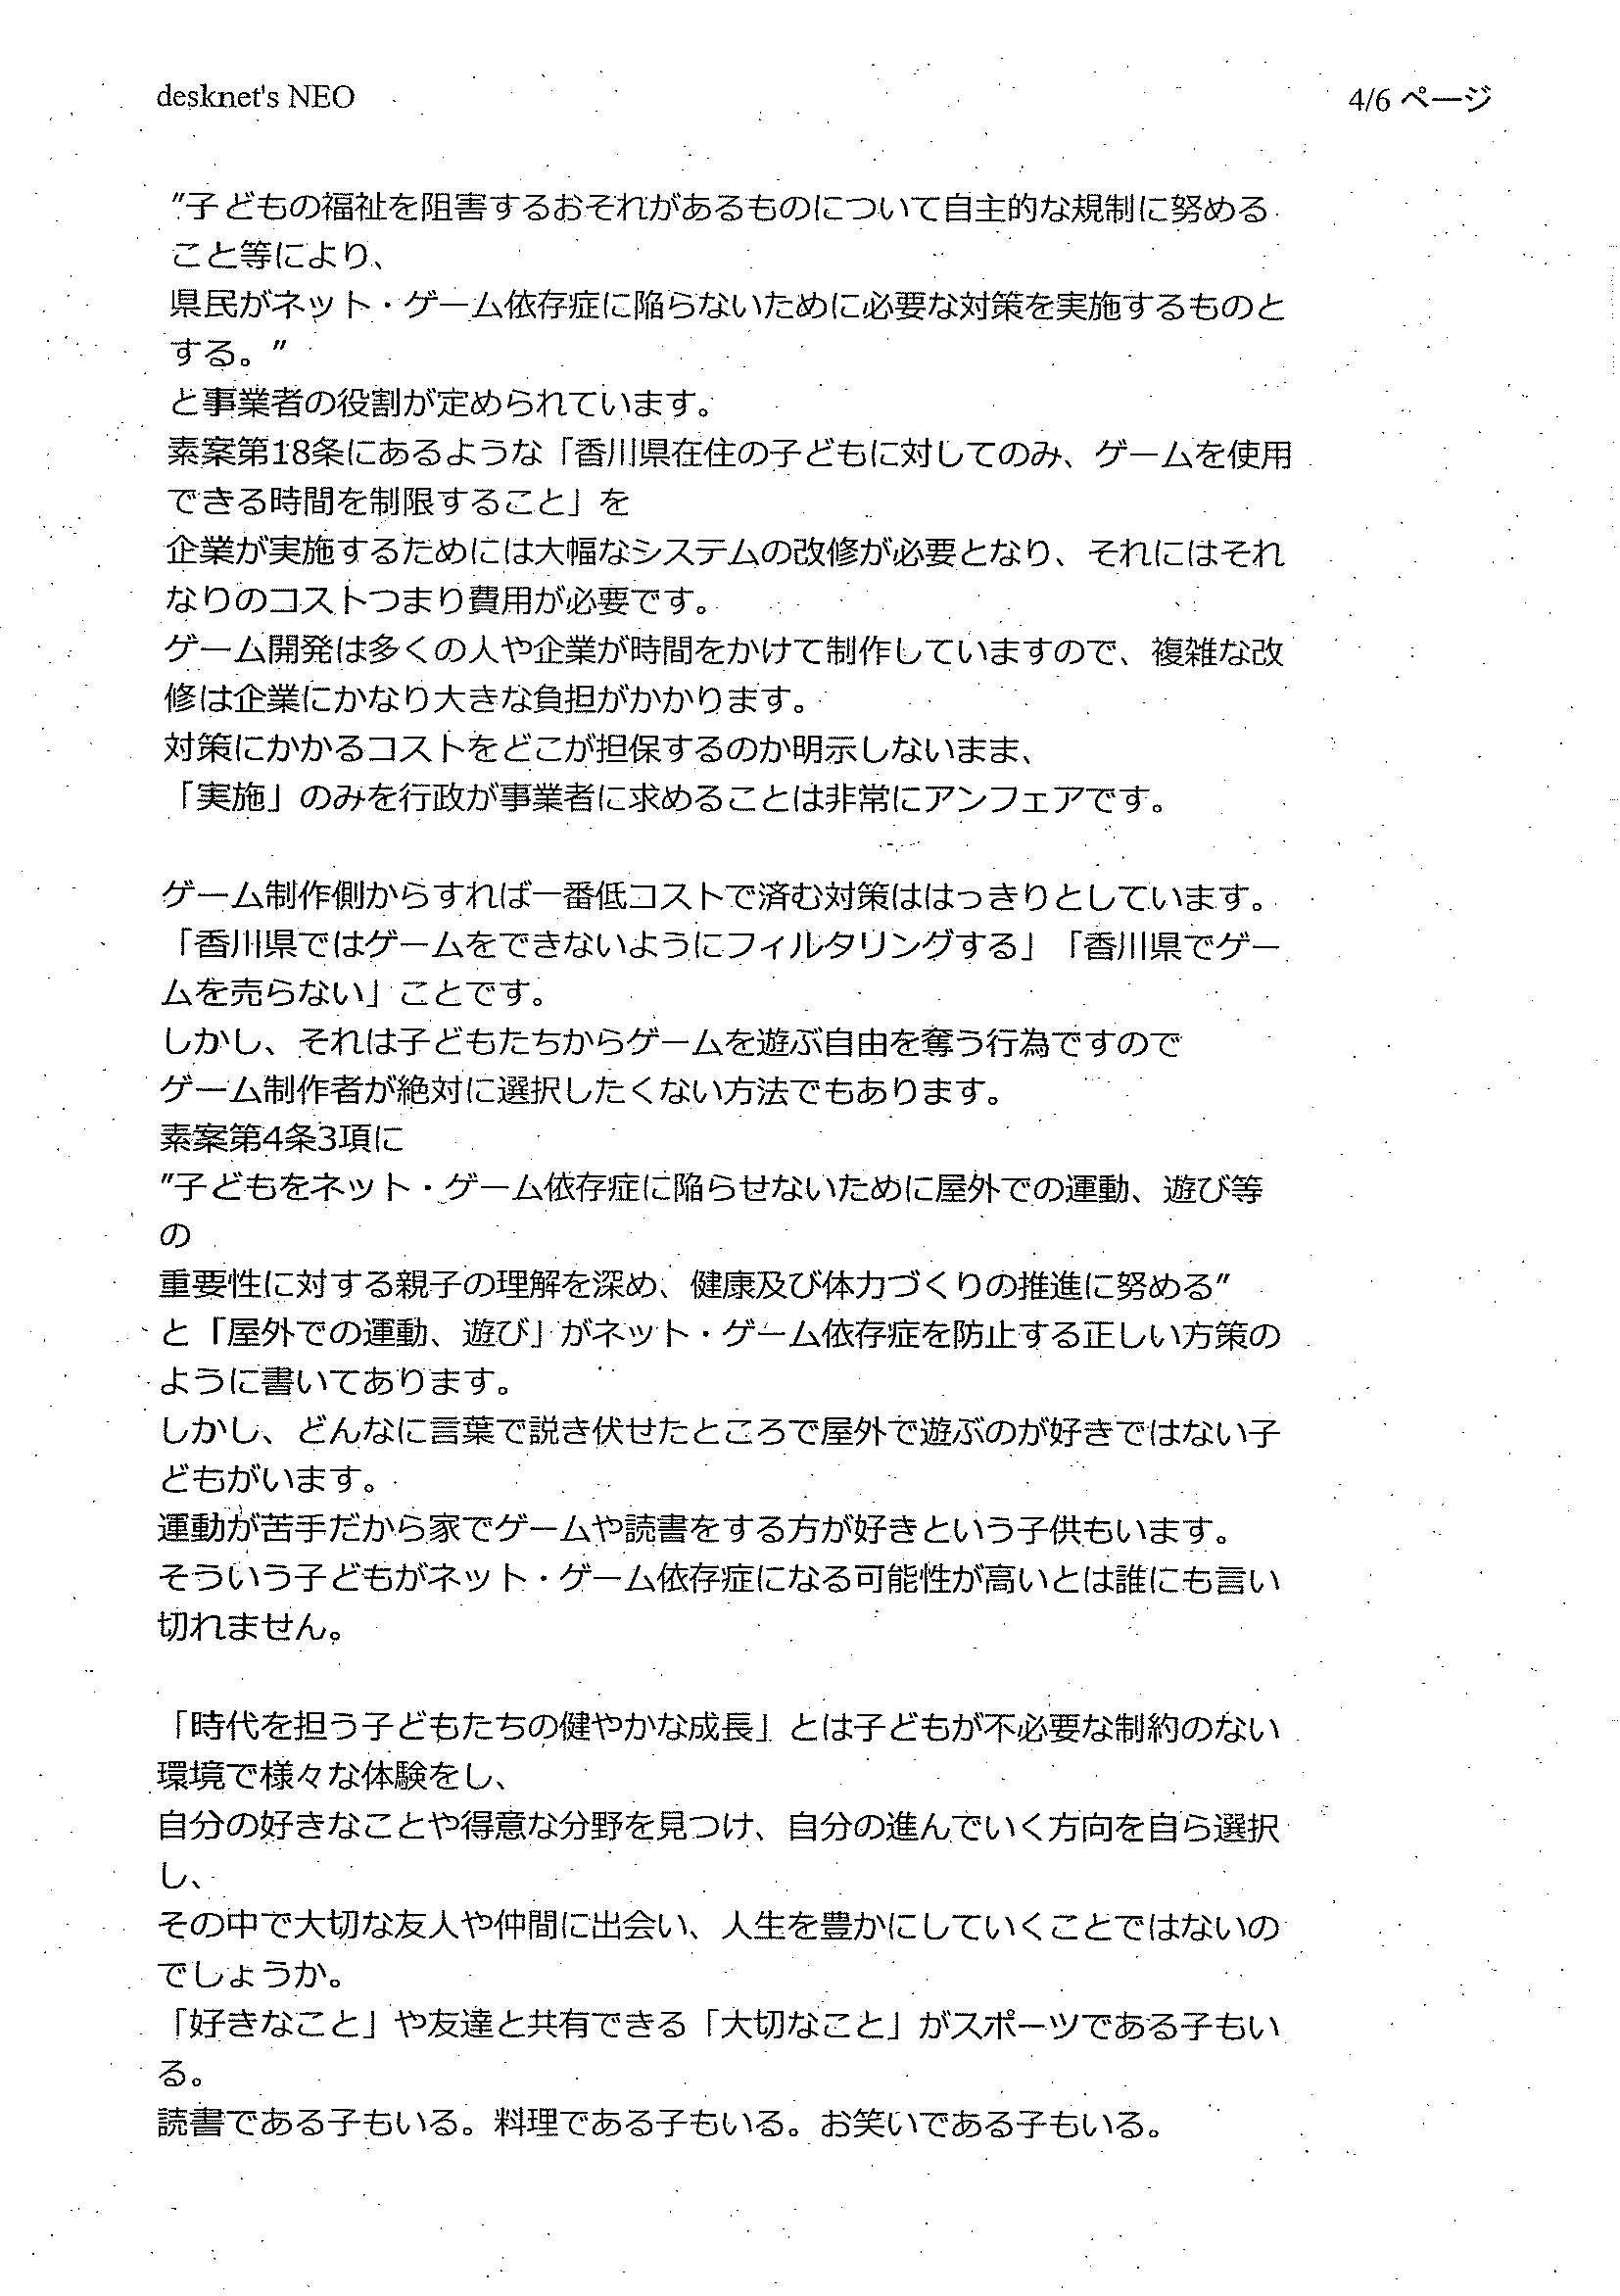 desknet's NEO
4/6 ページ
"子どもの福祉を阻害するおそれがあるものについて自主的な規制に努める
こと等により、
県民がネット・ゲーム依存症に陥らないために必要な対策を実施するものと
する。"
と事業者の役割が定められています。
素案第18条にあるような「香川県在住の子どもに対してのみ、ゲームを使用
できる時間を制限すること」を
企業が実施するためには大幅なシステムの改修が必要となり、それにはそれ
なりのコストつまり費用が必要です。
ゲーム開発は多くの人や企業が時間をかけて制作していますので、複雑な改
修は企業にかなり大きな負担がかかります。
対策にかかるコストをどこが担保するのか明示しないまま、
「実施」のみを行政が事業者に求めることは非常にアンフェアです。
ゲーム制作側からすれば一番低コストで済む対策ははっきりとしています。
「香川県ではゲームをできないようにフィルタリングする」「香川県でゲー
ムを売らない」ことです。
しかし、それは子どもたちからゲームを遊ぶ自由を奪う行為ですので
ゲーム制作者が絶対に選択したくない方法でもあります。
素案第4条3項に
"子どもをネット・ゲーム依存症に陥らせないために屋外での運動、遊び等
の
重要性に対する親子の理解を深め、健康及び体力づくりの推進に努める"
と「屋外での運動、遊び」がネット・ゲーム依存症を防止する正しい方策の
ように書いてあります。
しかし、どんなに言葉で説き伏せたところで屋外で遊ぶのが好きではない子
どもがいます。
運動が苦手だから家でゲームや読書をする方が好きという子供もいます。
そういう子どもがネット・ゲーム依存症になる可能性が高いとは誰にも言い
切れません。
「時代を担う子どもたちの健やかな成長」とは子どもが不必要な制約のない
環境で様々な体験をし、
自分の好きなことや得意な分野を見つけ、自分の進んでいく方向を自ら選択
し、
その中で大切な友人や仲間に出会い、人生を豊かにしていくことではないの
でしょうか。
「好きなこと」や友達と共有できる「大切なこと」がスポーツである子もい
る。
読書である子もいる。料理である子もいる。お笑いである子もいる。